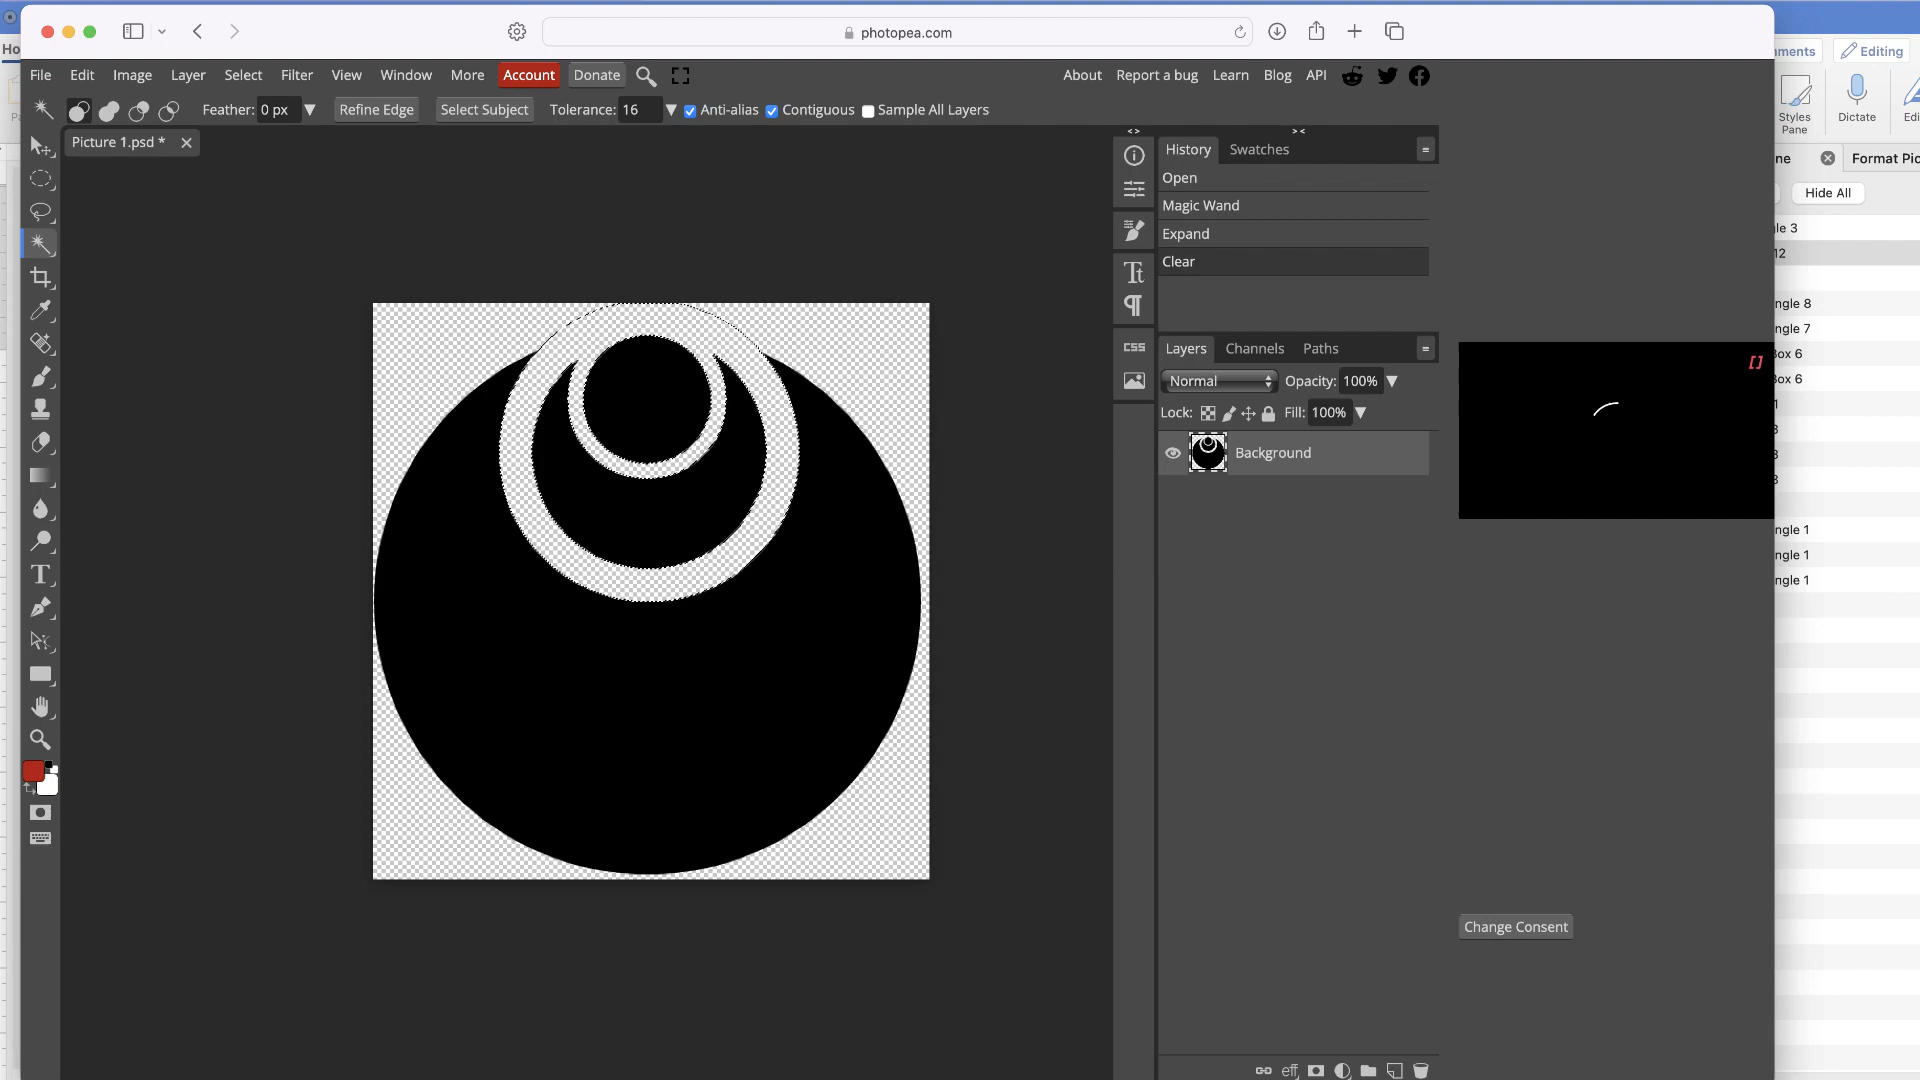 photopea.com
Ho
ments
Editing
File Edit Image Layer Select Filter View Window More Account Donate
About Report a bug Learn Blog API
Feather: 0 px Refine Edge Select Subject Tolerance: 16 Anti-alias Contiguous Sample All Layers
Styles
Pane
Dictate
Edi
Picture 1.psd *
History Swatches
Open
Magic Wand
Expand
Clear
ne
Format Pic
Hide All
gle 3
12
ngle 8
ngle 7
Box 6
Box 6
CSS
Layers Channels Paths
Normal Opacity: 100%
Lock: Fill: 100%
Background
ngle 1
ngle 1
ngle 1
Change Consent
eff